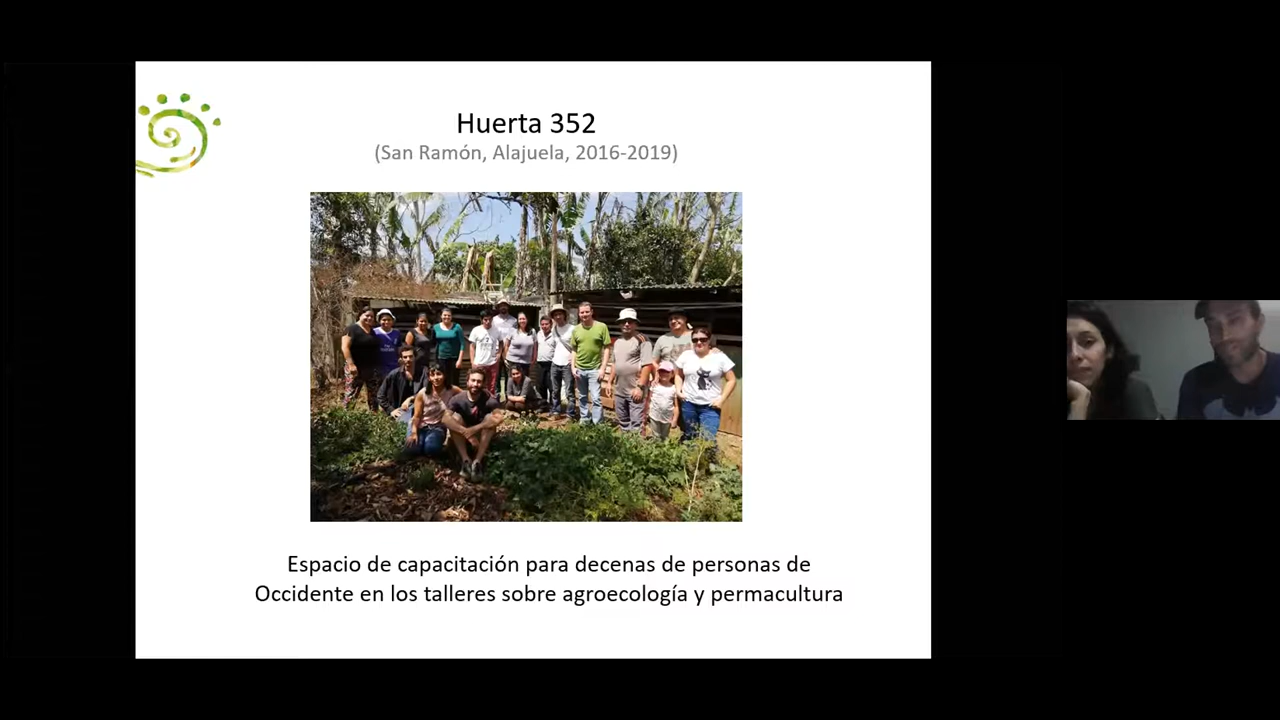 Huerta 352
(San Ramón, Alajuela, 2016-2019)
Espacio de capacitación para decenas de personas de
Occidente en los talleres sobre agroecología y permacultura